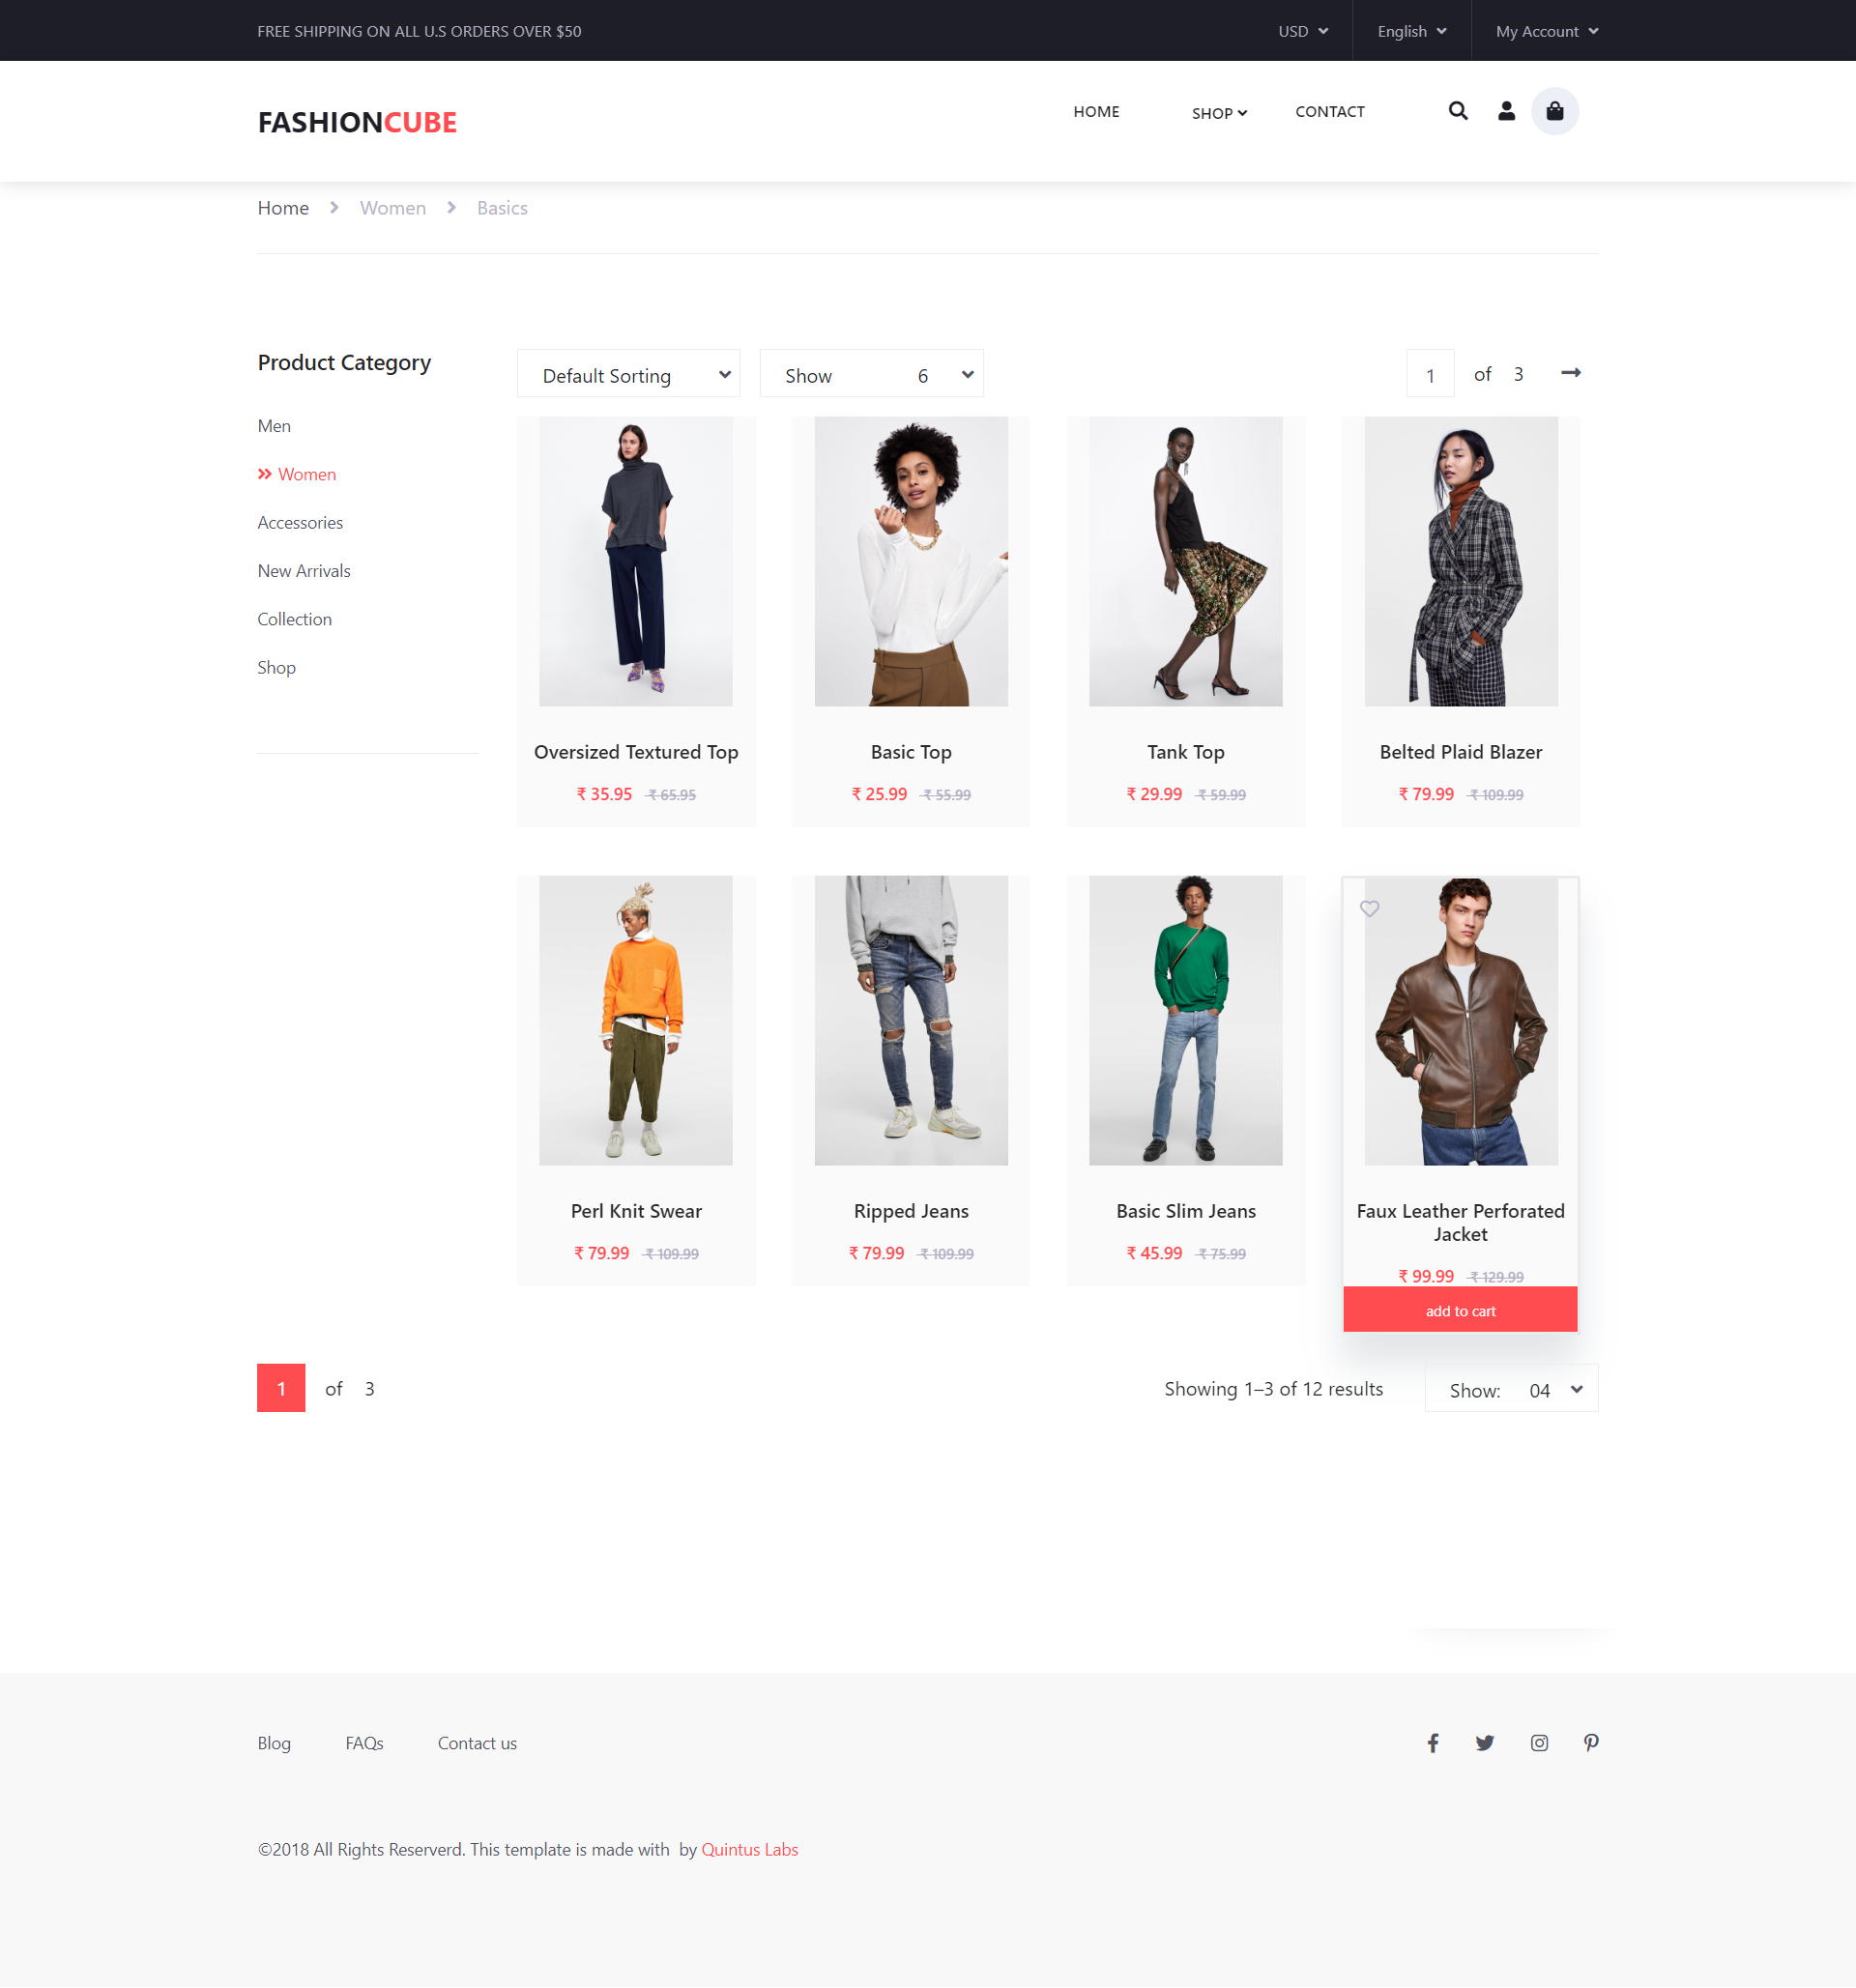 FREE SHIPPING ON ALL U.S ORDERS OVER $50
USD
English
My Account
FASHIONCUBE
HOME
SHOP
CONTACT
Home
Women
Basics
Product Category
Men
Women
Accessories
New Arrivals
Collection
Shop
Default Sorting
Show 6
1 of 3
Oversized Textured Top
₹ 35.95 ₹ 65.95
Basic Top
₹ 25.99 ₹ 55.99
Tank Top
₹ 29.99 ₹ 59.99
Belted Plaid Blazer
₹ 79.99 ₹ 109.99
Perl Knit Swear
₹ 79.99 ₹ 109.99
Ripped Jeans
₹ 79.99 ₹ 109.99
Basic Slim Jeans
₹ 45.99 ₹ 75.99
Faux Leather Perforated
Jacket
₹ 99.99 ₹ 129.99
add to cart
1 of 3
Showing 1–3 of 12 results
Show: 04
Blog
FAQs
Contact us
©2018 All Rights Reserverd. This template is made with by Quintus Labs